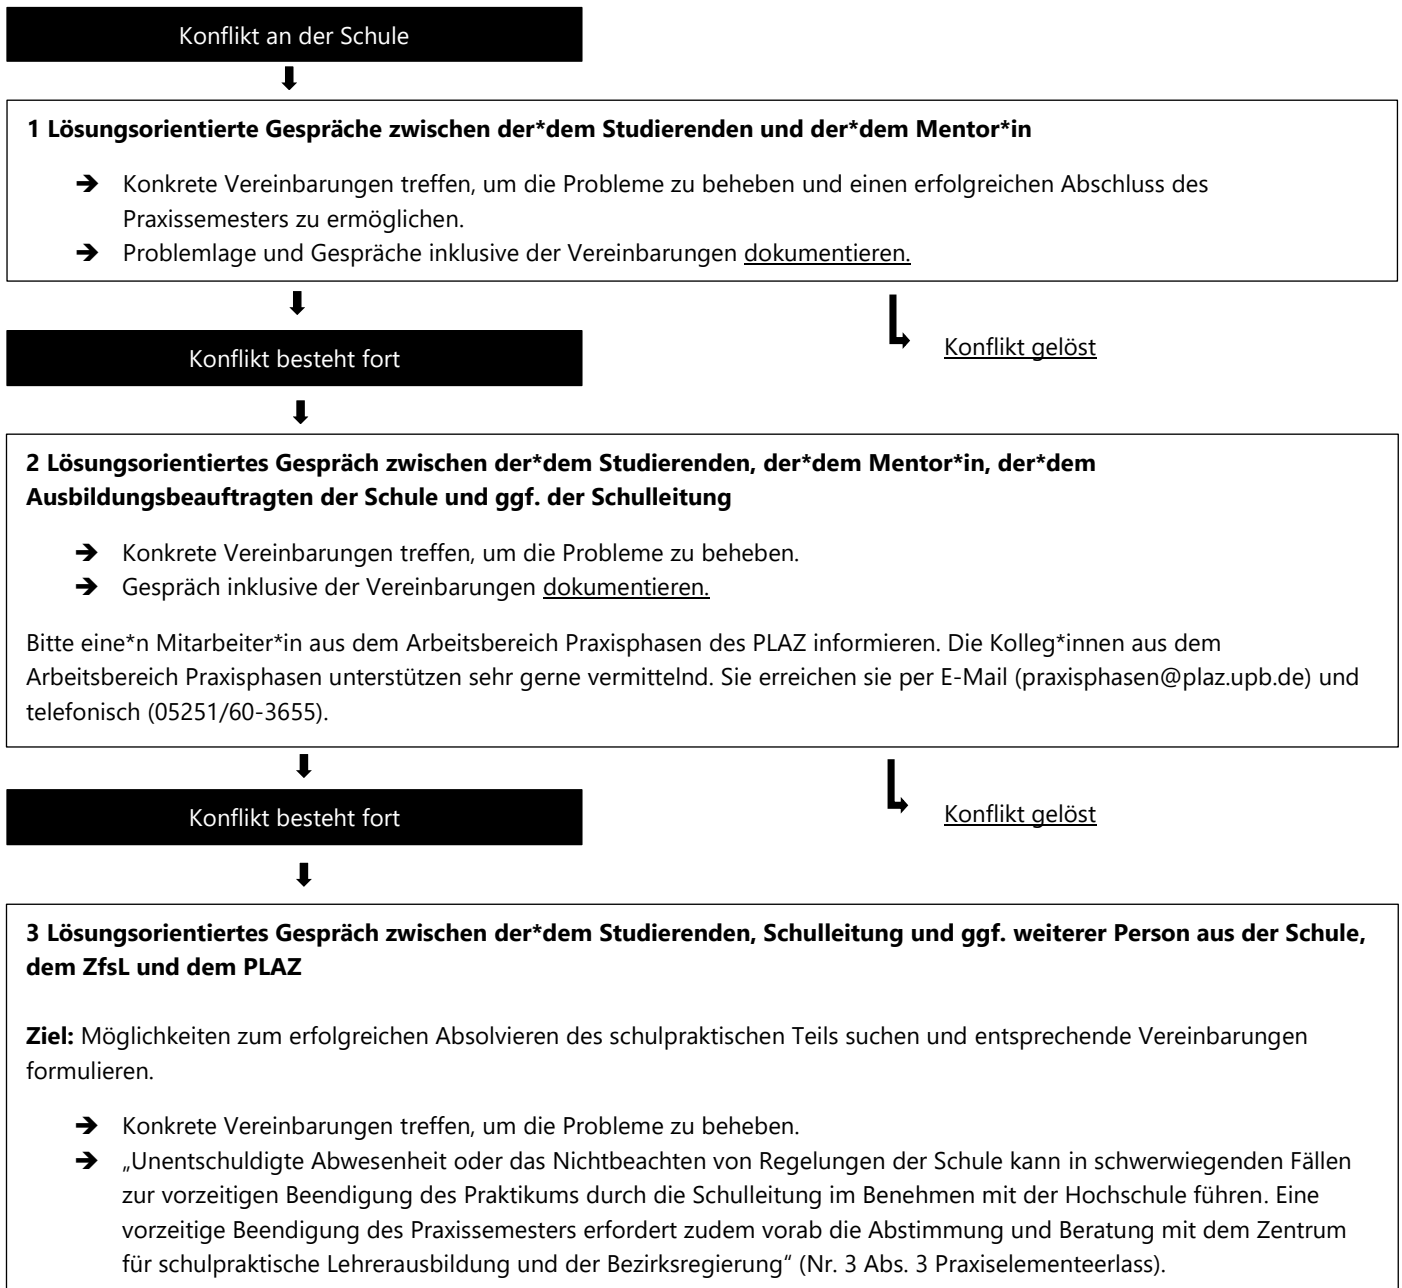 Konflikt an der Schule
1 Lösungsorientierte Gespräche zwischen der*dem Studierenden und der*dem Mentor*in
➔ Konkrete Vereinbarungen treffen, um die Probleme zu beheben und einen erfolgreichen Abschluss des
Praxissemesters zu ermöglichen.
➔ Problemlage und Gespräche inklusive der Vereinbarungen dokumentieren.
Konflikt besteht fort
Konflikt gelöst
2 Lösungsorientiertes Gespräch zwischen der*dem Studierenden, der*dem Mentor*in, der*dem
Ausbildungsbeauftragten der Schule und ggf. der Schulleitung
➔ Konkrete Vereinbarungen treffen, um die Probleme zu beheben.
➔ Gespräch inklusive der Vereinbarungen dokumentieren.
Bitte eine*n Mitarbeiter*in aus dem Arbeitsbereich Praxisphasen des PLAZ informieren. Die Kolleg*innen aus dem
Arbeitsbereich Praxisphasen unterstützen sehr gerne vermittelnd. Sie erreichen sie per E-Mail (praxisphasen@plaz.upb.de) und
telefonisch (05251/60-3655).
Konflikt besteht fort
Konflikt gelöst
3 Lösungsorientiertes Gespräch zwischen der*dem Studierenden, Schulleitung und ggf. weiterer Person aus der Schule,
dem ZfsL und dem PLAZ
Ziel: Möglichkeiten zum erfolgreichen Absolvieren des schulpraktischen Teils suchen und entsprechende Vereinbarungen
formulieren.
➔ Konkrete Vereinbarungen treffen, um die Probleme zu beheben.
➔ „Unentschuldigte Abwesenheit oder das Nichtbeachten von Regelungen der Schule kann in schwerwiegenden Fällen
zur vorzeitigen Beendigung des Praktikums durch die Schulleitung im Benehmen mit der Hochschule führen. Eine
vorzeitige Beendigung des Praxissemesters erfordert zudem vorab die Abstimmung und Beratung mit dem Zentrum
für schulpraktische Lehrerausbildung und der Bezirksregierung“ (Nr. 3 Abs. 3 Praxiselementeerlass).